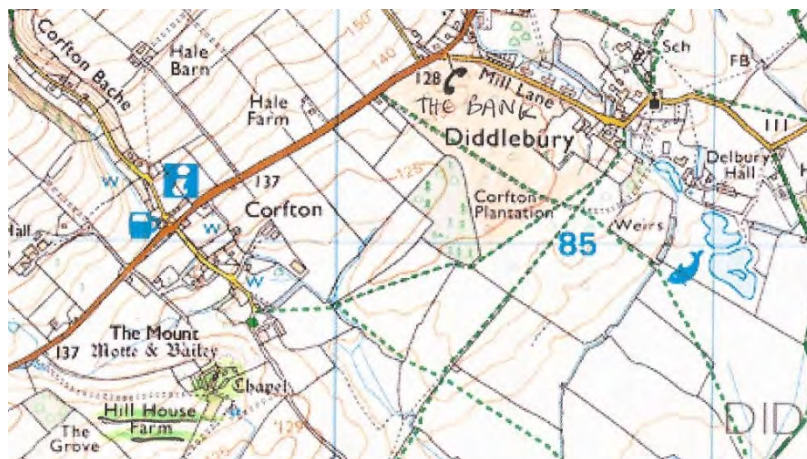 Corfton Bache
Hale
Barn
150
140
Sch
FB
128
Mill Lane
THE BANK
Hale
Farm
Diddlebury
111
Delbury
Hall
H
125
W
i
137
Corfton
Corfton
Plantation
Weirs
85
Hall
W
W
The Mount
Motte & Bailey
137
Chapel
Hill House
Farm
The
Grove
129
DID